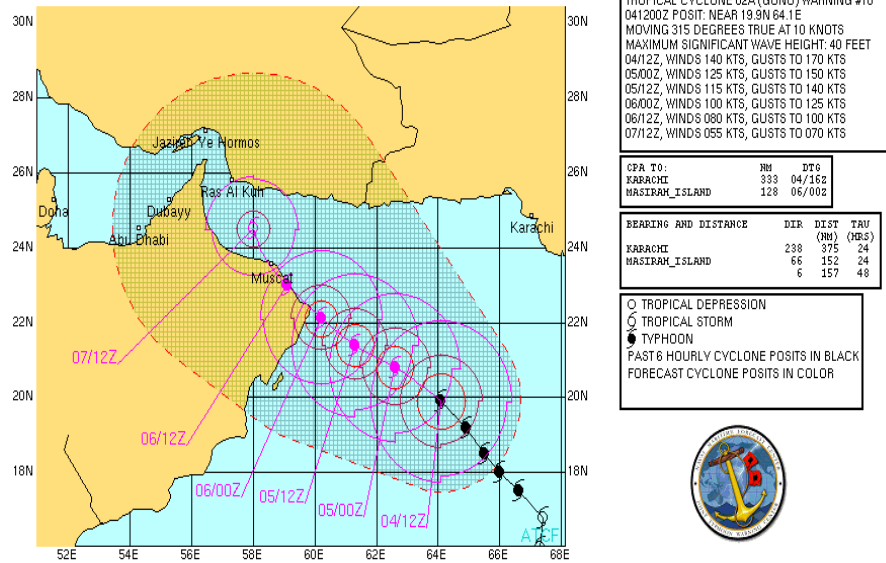 TROPICAL CYCLONE 02A (GONU) WARNING #10
041200Z POSIT: NEAR 19.9N 64.1E
MOVING 315 DEGREES TRUE AT 10 KNOTS
MAXIMUM SIGNIFICANT WAVE HEIGHT: 40 FEET
04/12Z, WINDS 140 KTS, GUSTS TO 170 KTS
05/00Z, WINDS 125 KTS, GUSTS TO 150 KTS
05/12Z, WINDS 115 KTS, GUSTS TO 140 KTS
06/00Z, WINDS 100 KTS, GUSTS TO 125 KTS
06/12Z, WINDS 080 KTS, GUSTS TO 100 KTS
07/12Z, WINDS 055 KTS, GUSTS TO 070 KTS
CPA TO: NM DTG
KARACHI 333 04/16Z
MASIRAH_ISLAND 128 06/00Z
BEARING AND DISTANCE DIR DIST TAU
(NM) (HRS)
KARACHI 238 375 24
MASIRAH_ISLAND 66 152 24
6 157 48
TROPICAL DEPRESSION
TROPICAL STORM
TYPHOON
PAST 6 HOURLY CYCLONE POSITS IN BLACK
FORECAST CYCLONE POSITS IN COLOR
30N
30N
28N
28N
26N
26N
24N
24N
22N
22N
20N
20N
18N
18N
52E
54E
56E
58E
60E
62E
64E
66E
68E
Jazireh Ye Hormos
Ras Al Kuh
Doha
Dubayy
Abu Dhabi
Muscat
Karachi
07/12Z
06/12Z
06/00Z
05/12Z
05/00Z
04/12Z
ATCF